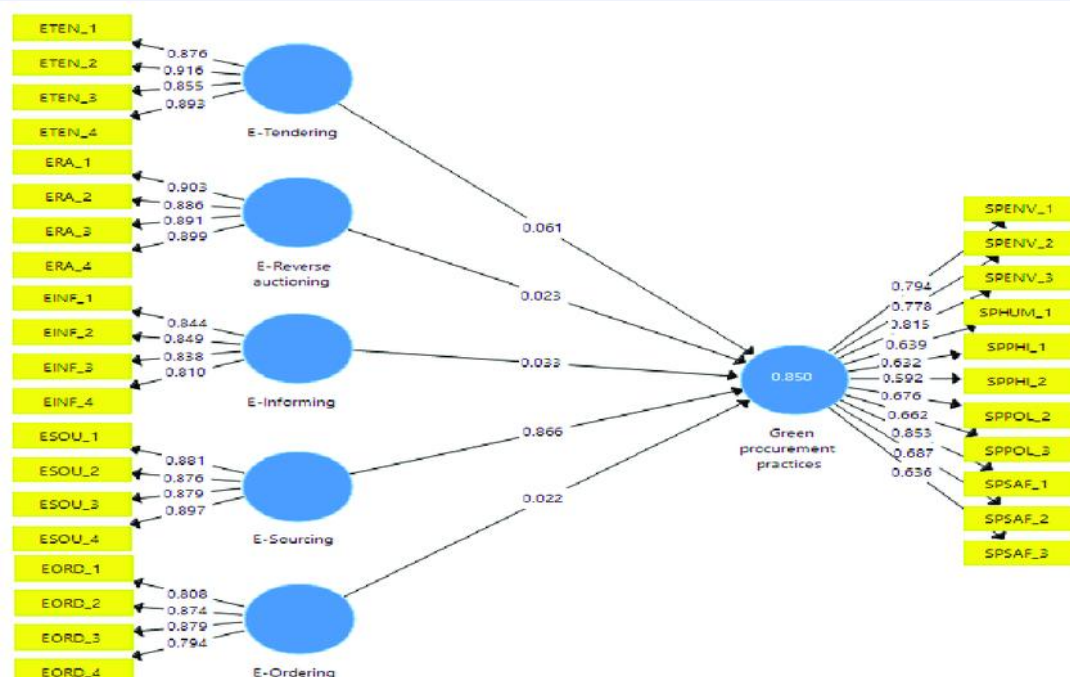 ETEN_1
ETEN_2
ETEN_3
ETEN_4
0.876
0.916
0.855
0.893
E-Tendering
ERA_1
ERA_2
ERA_3
ERA_4
0.903
0.886
0.891
0.899
E-Reverse
auctioning
EINF_1
EINF_2
EINF_3
EINF_4
0.844
0.849
0.838
0.810
E-Informing
ESOU_1
ESOU_2
ESOU_3
ESOU_4
0.881
0.876
0.879
0.897
E-Sourcing
EORD_1
EORD_2
EORD_3
EORD_4
0.808
0.874
0.879
0.794
E-Ordering
0.061
0.023
0.033
0.866
0.022
0.850
Green
procurement
practices
0.794
0.778
0.815
0.639
0.632
0.592
0.676
0.662
0.853
0.687
0.636
SPENV_1
SPENV_2
SPENV_3
SPHUM_1
SPPHI_1
SPPHI_2
SPPOL_2
SPPOL_3
SPSAF_1
SPSAF_2
SPSAF_3